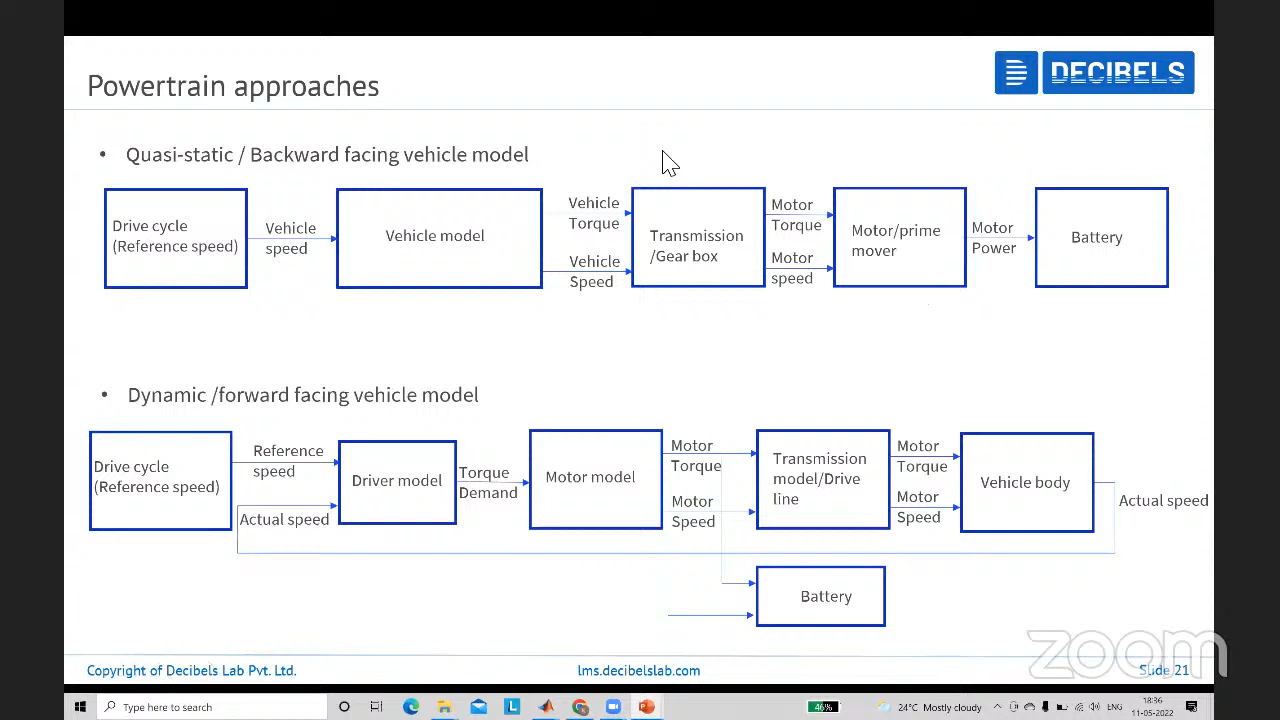 Powertrain approaches
DECIBELS
• Quasi-static / Backward facing vehicle model
Drive cycle
(Reference speed)
Vehicle
speed
Vehicle model
Vehicle
Torque
Vehicle
Speed
Transmission
/Gear box
Motor
Torque
Motor
speed
Motor/prime
mover
Motor
Power
Battery
• Dynamic /forward facing vehicle model
Drive cycle
(Reference speed)
Reference
speed
Actual speed
Driver model
Torque
Demand
Motor model
Motor
Torque
Motor
Speed
Transmission
model/Drive
line
Motor
Torque
Motor
Speed
Vehicle body
Actual speed
Battery
zoom
Copyright of Decibels Lab Pvt. Ltd.
lms.decibelslab.com
Slide 21
Type here to search
L
46%
24°C Mostly cloudy
ENG
18:36
11-05-2022